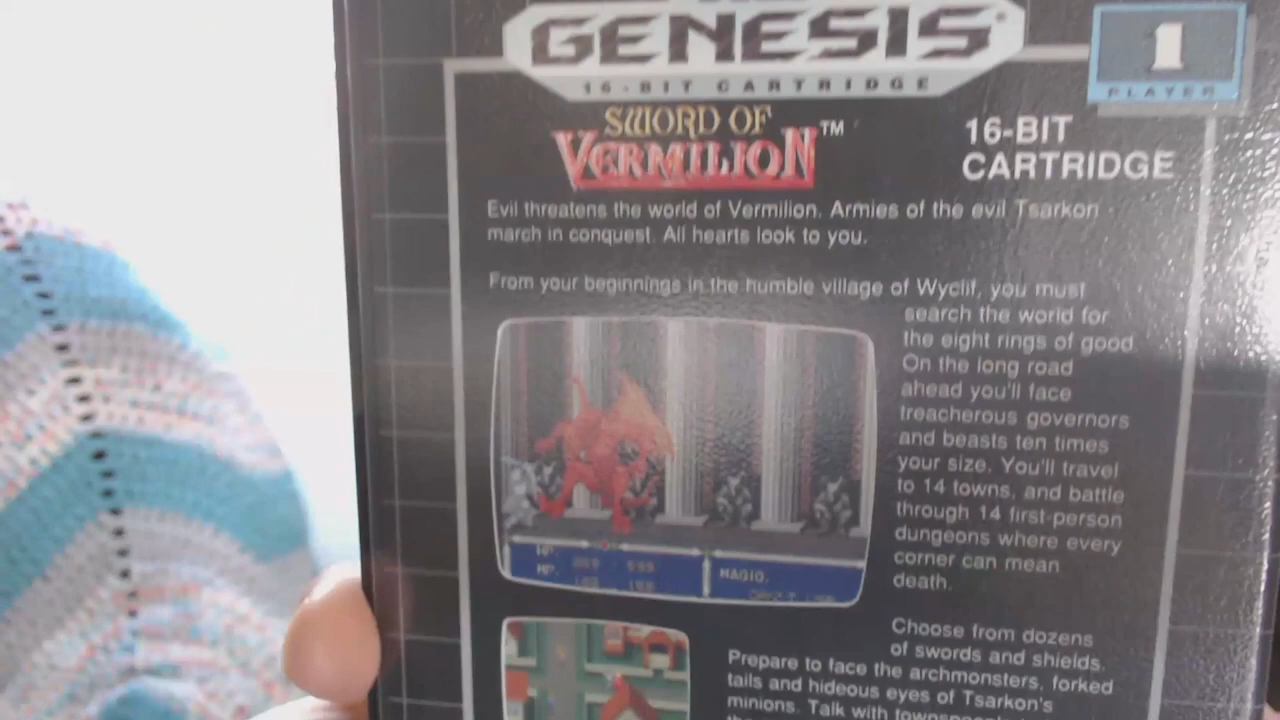 GENESIS
16-BIT CARTRIDGE
1
PLAYER
SWORD OF
VERMILION™
16-BIT
CARTRIDGE
Evil threatens the world of Vermilion. Armies of the evil Tsarkon
march in conquest. All hearts look to you.
From your beginnings in the humble village of Wyclif, you must
search the world for
the eight rings of good.
On the long road
ahead you'll face
treacherous governors
and beasts ten times
your size. You'll travel
to 14 towns, and battle
through 14 first-person
dungeons where every
corner can mean
death.
MAGIC.
Choose from dozens
of swords and shields.
Prepare to face the archmonsters, forked
tails and hideous eyes of Tsarkon's
minions. Talk with